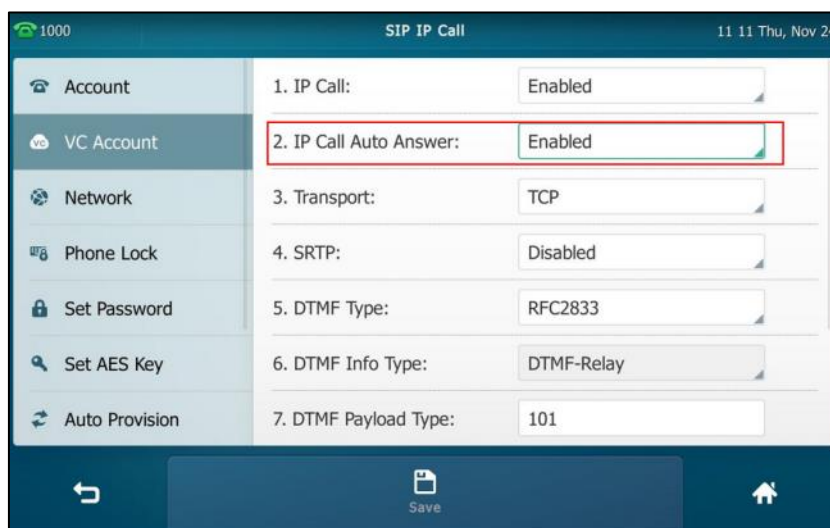 1000 SIP IP Call 11 11 Thu, Nov 2
Account
VC Account
Network
Phone Lock
Set Password
Set AES Key
Auto Provision
1. IP Call: Enabled
2. IP Call Auto Answer: Enabled
3. Transport: TCP
4. SRTP: Disabled
5. DTMF Type: RFC2833
6. DTMF Info Type: DTMF-Relay
7. DTMF Payload Type: 101
Save